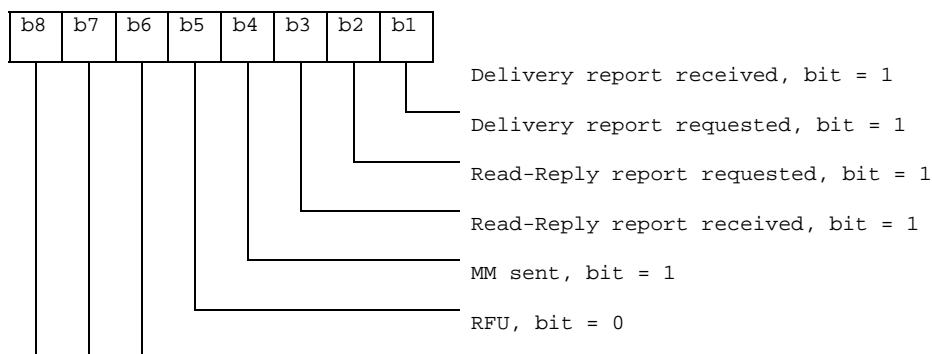 b8 b7 b6 b5 b4 b3 b2 b1
Delivery report received, bit = 1
Delivery report requested, bit = 1
Read-Reply report requested, bit = 1
Read-Reply report received, bit = 1
MM sent, bit = 1
RFU, bit = 0